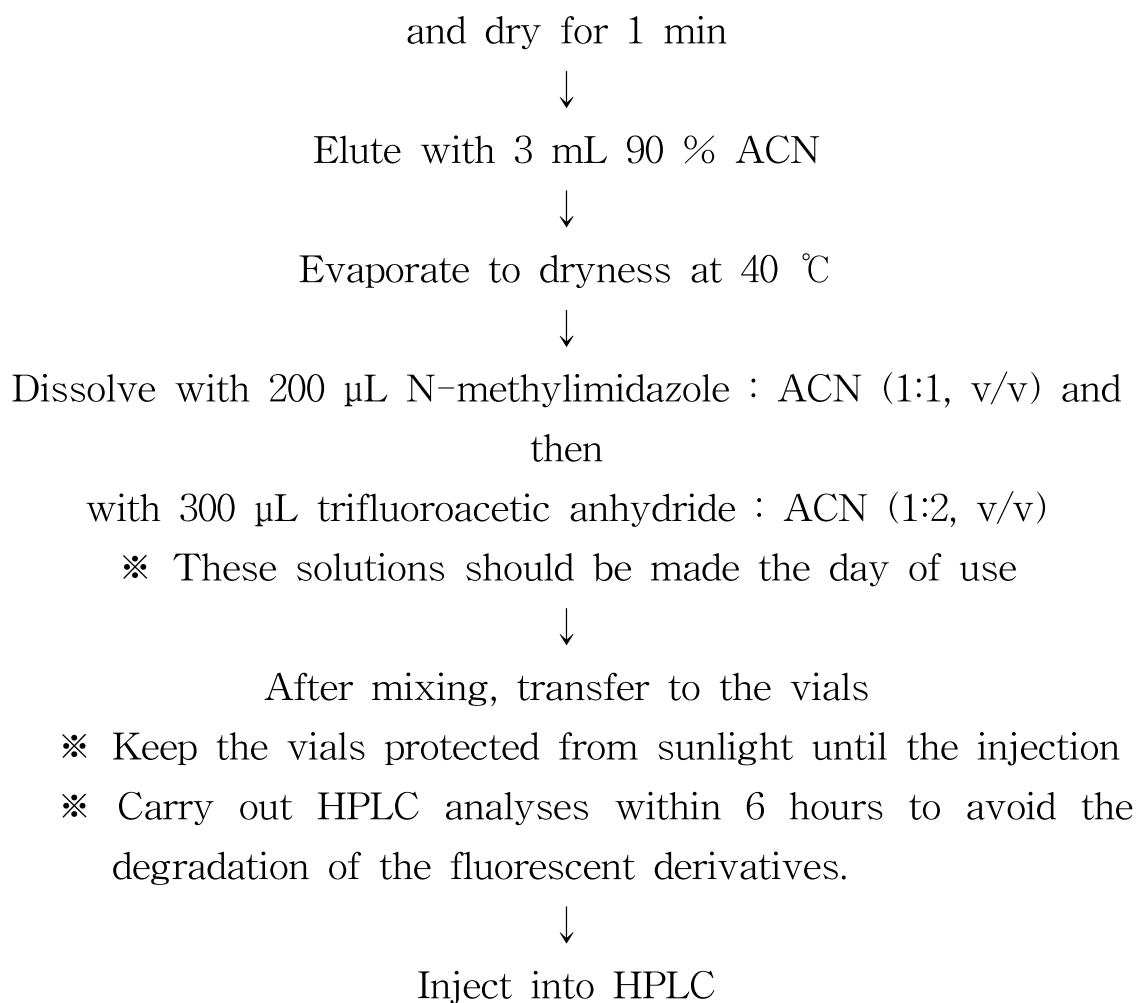 and dry for 1 min
↓
Elute with 3 mL 90 % ACN
↓
Evaporate to dryness at 40 ℃
↓
Dissolve with 200 µL N-methylimidazole : ACN (1:1, v/v) and
then
with 300 µL trifluoroacetic anhydride : ACN (1:2, v/v)
※ These solutions should be made the day of use
↓
After mixing, transfer to the vials
※ Keep the vials protected from sunlight until the injection
※ Carry out HPLC analyses within 6 hours to avoid the
degradation of the fluorescent derivatives.
↓
Inject into HPLC